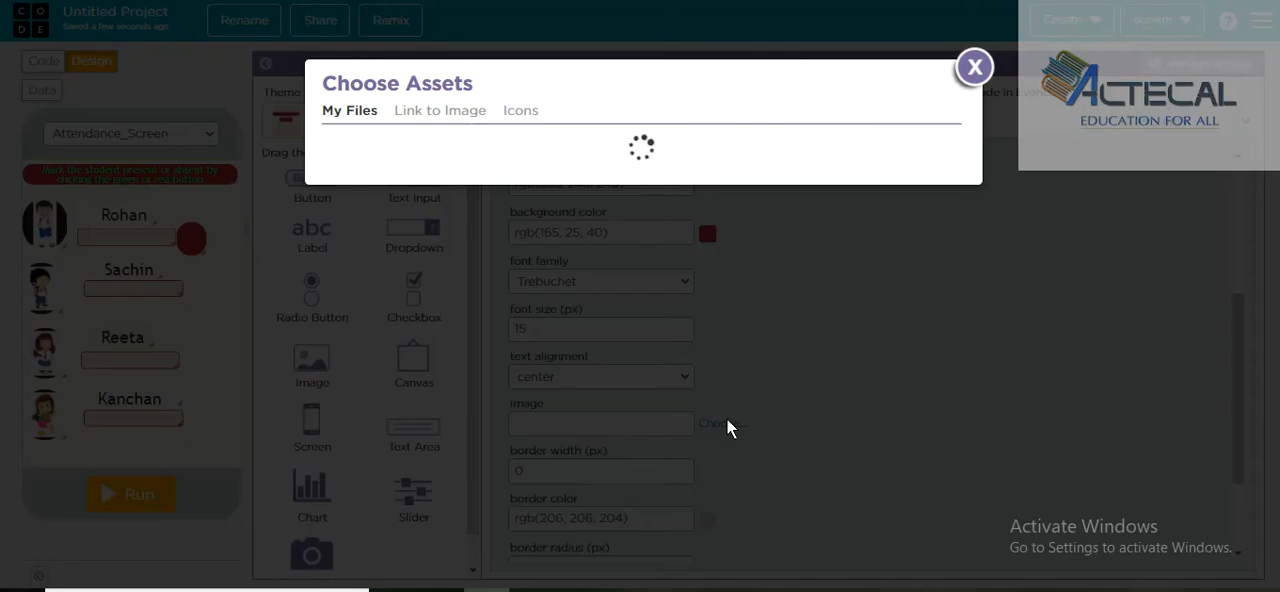 C O
D E
Untitled Project
Saved a few seconds ago
Rename
Share
Remix
Create
?
Code
Design
Data
Choose Assets
X
My Files
Link to Image
Icons
ACTECAL
EDUCATION FOR ALL
Theme
Attendance_Screen
Mark the student present or absent by
clicking the green or red button
Drag the
Rohan
Sachin
Reeta
Kanchan
Run
Button
Text Input
abc
Label
Dropdown
Radio Button
Checkbox
Image
Canvas
Screen
Text Area
Chart
Slider
background color
rgb(165, 25, 40)
font family
Trebuchet
font size (px)
15
text alignment
center
image
border width (px)
0
border color
rgb(206, 206, 204)
border radius (px)
Activate Windows
Go to Settings to activate Windows.